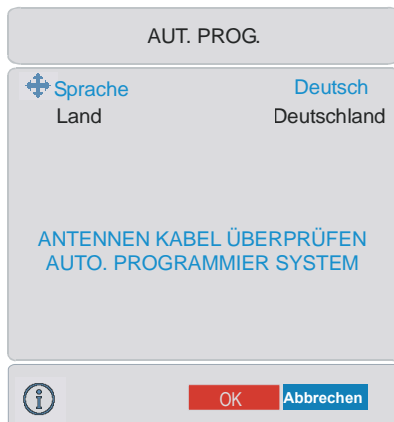 AUT. PROG.
Sprache Deutsch
Land Deutschland
ANTENNEN KABEL ÜBERPRÜFEN
AUTO. PROGRAMMIER SYSTEM
i OK Abbrechen